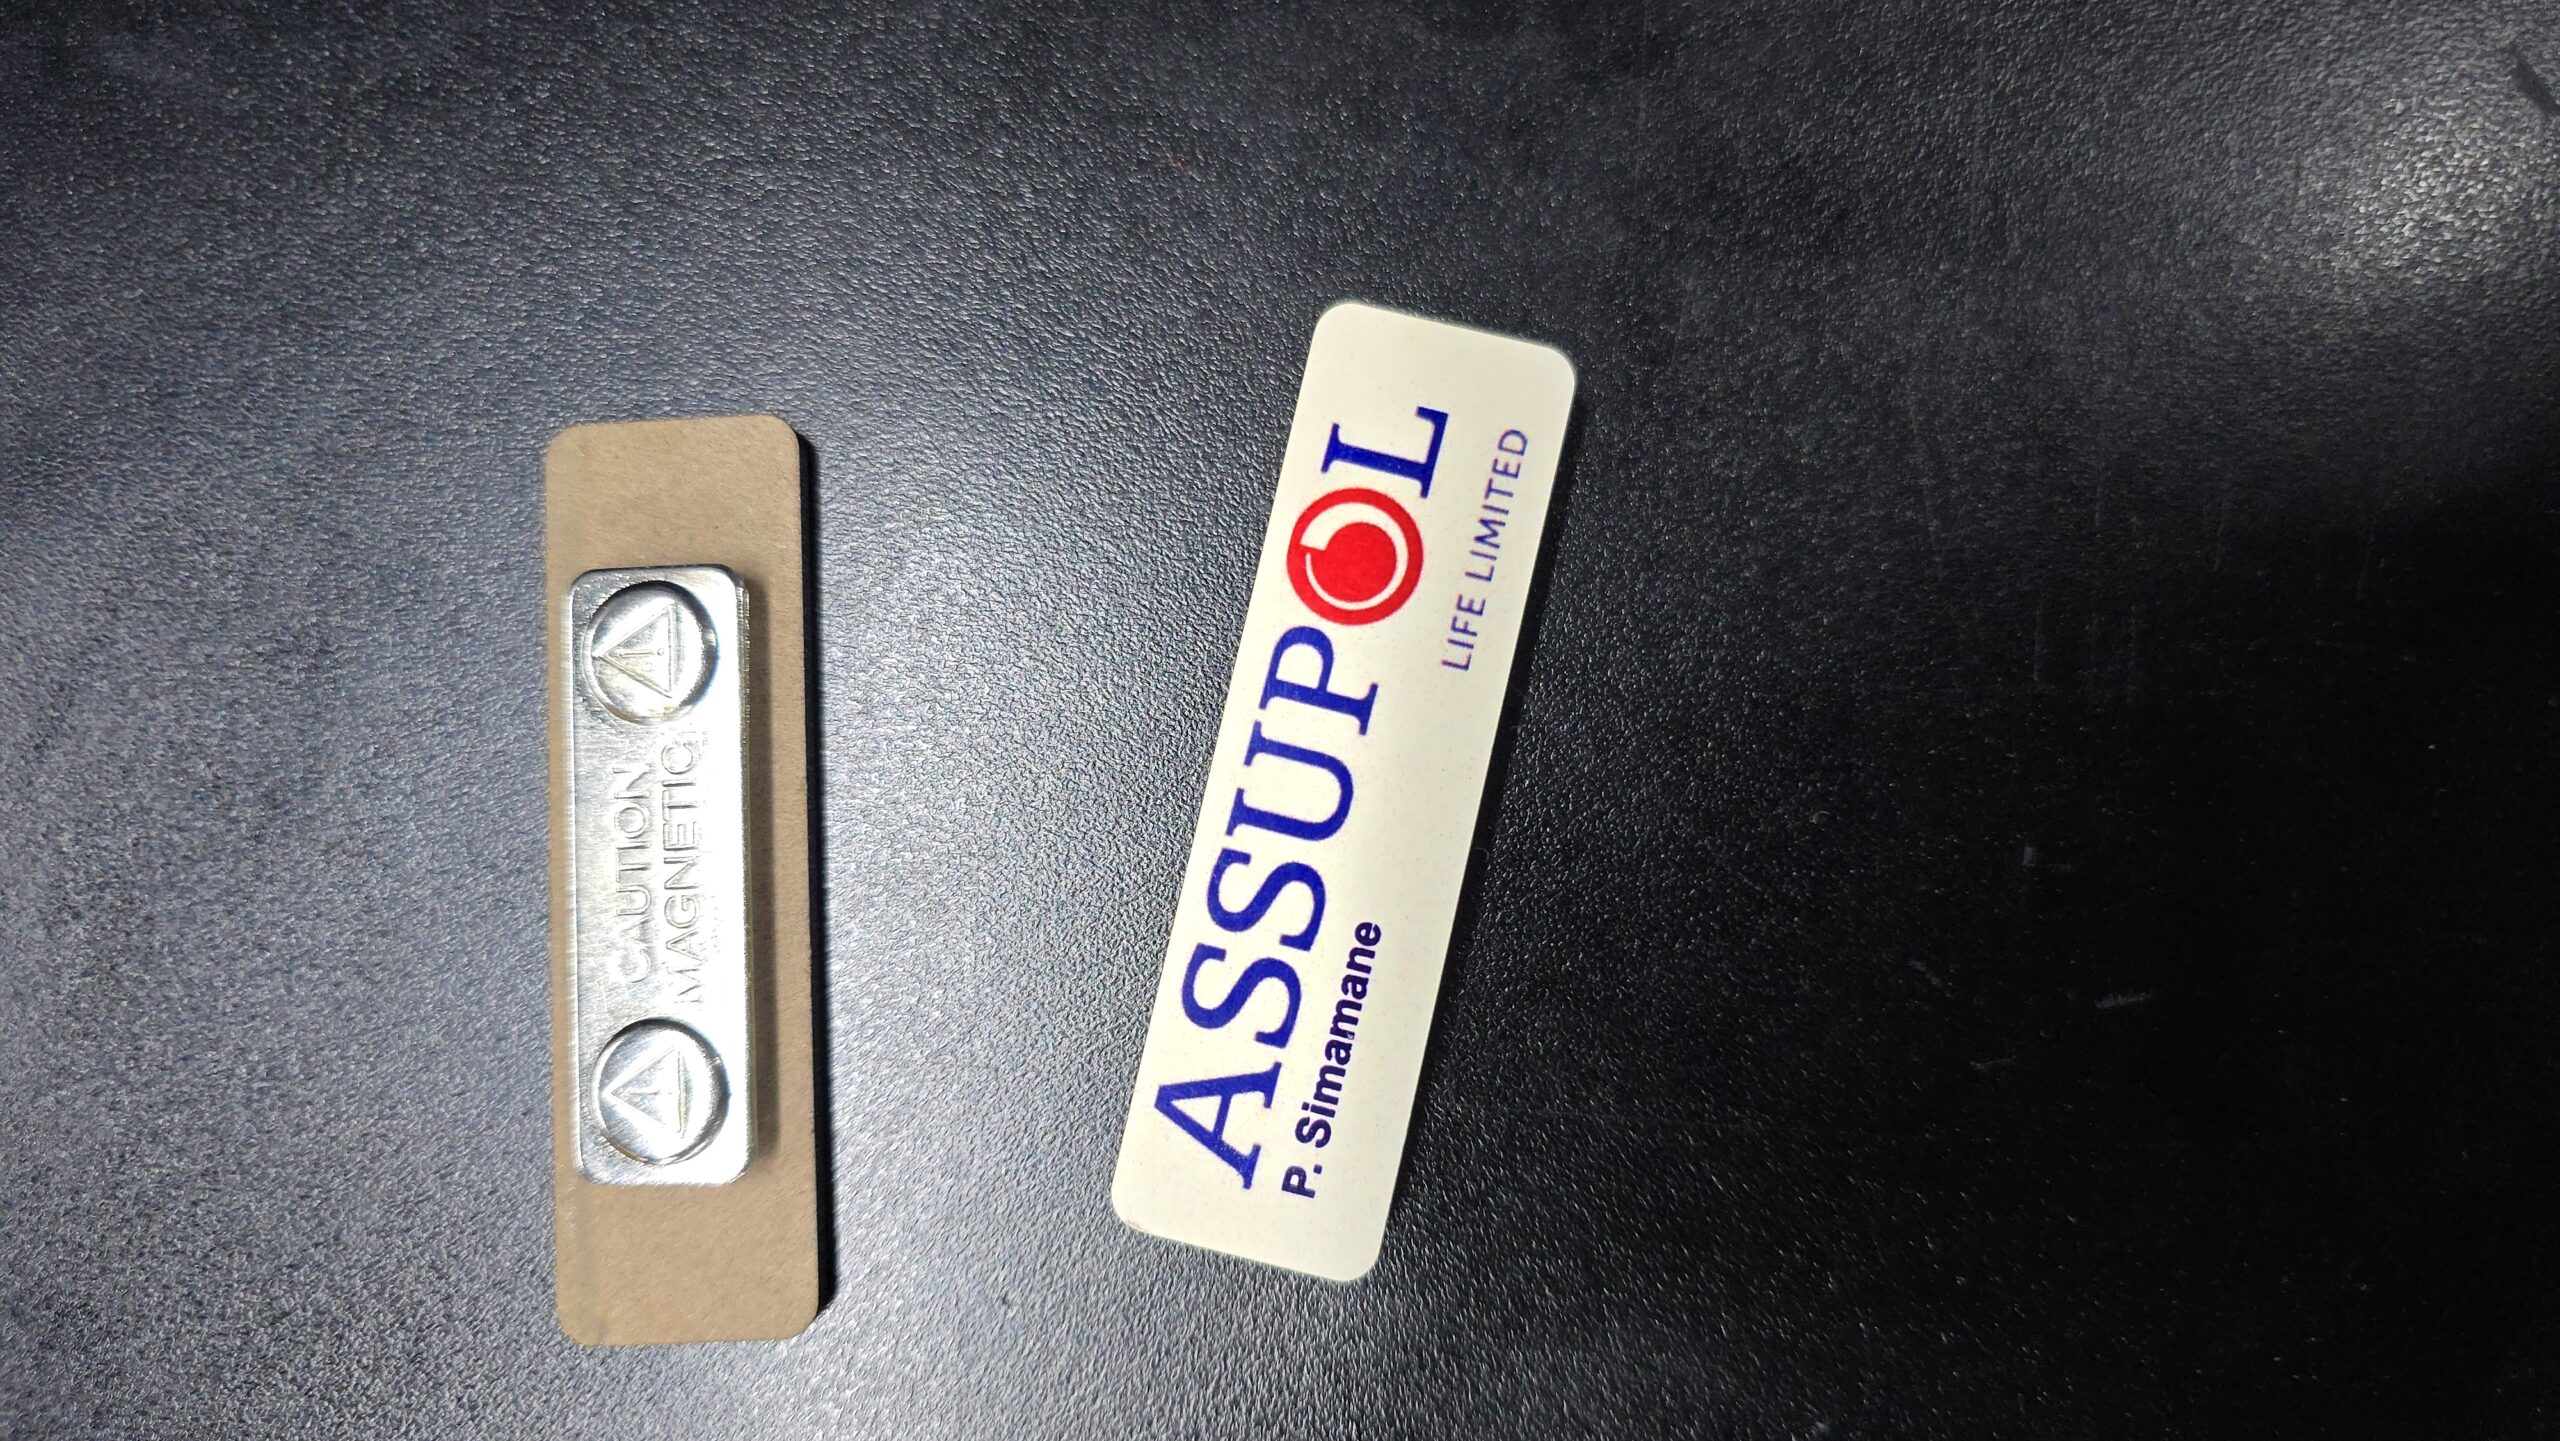 CAUTION
MAGNETIC
ASSUPOL
LIFE LIMITED
P. Simamane